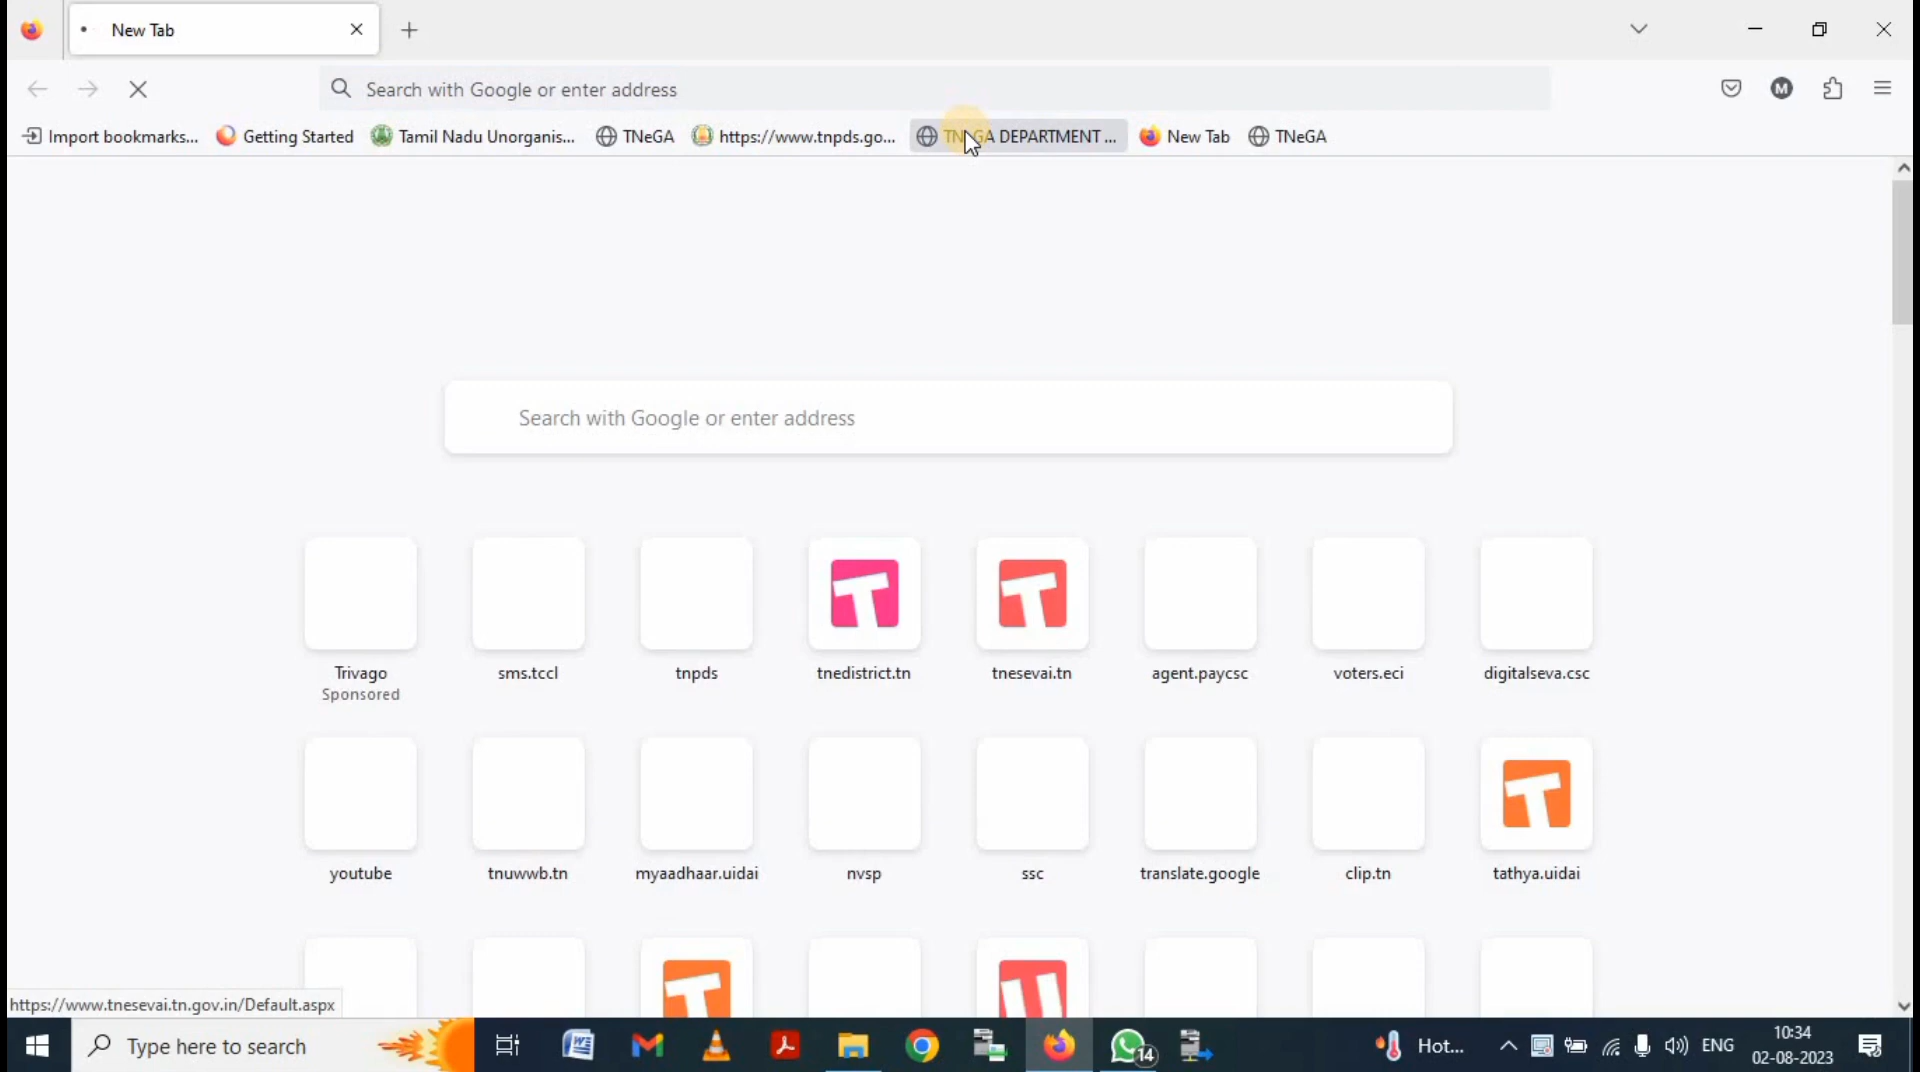 New Tab
Search with Google or enter address
M
Import bookmarks...
Getting Started
Tamil Nadu Unorganis...
TNeGA
https://www.tnpds.go...
TNeGA DEPARTMENT ...
New Tab
TNeGA
Search with Google or enter address
T
T
Trivago
Sponsored
sms.tccl
tnpds
tnedistrict.tn
tnesevai.tn
agent.paycsc
voters.eci
digitalseva.csc
T
youtube
tnuwwb.tn
myaadhaar.uidai
nvsp
ssc
translate.google
clip.tn
tathya.uidai
T
U
https://www.tnesevai.tn.gov.in/Default.aspx
Type here to search
W
14
Hot...
ENG
10:34
02-08-2023